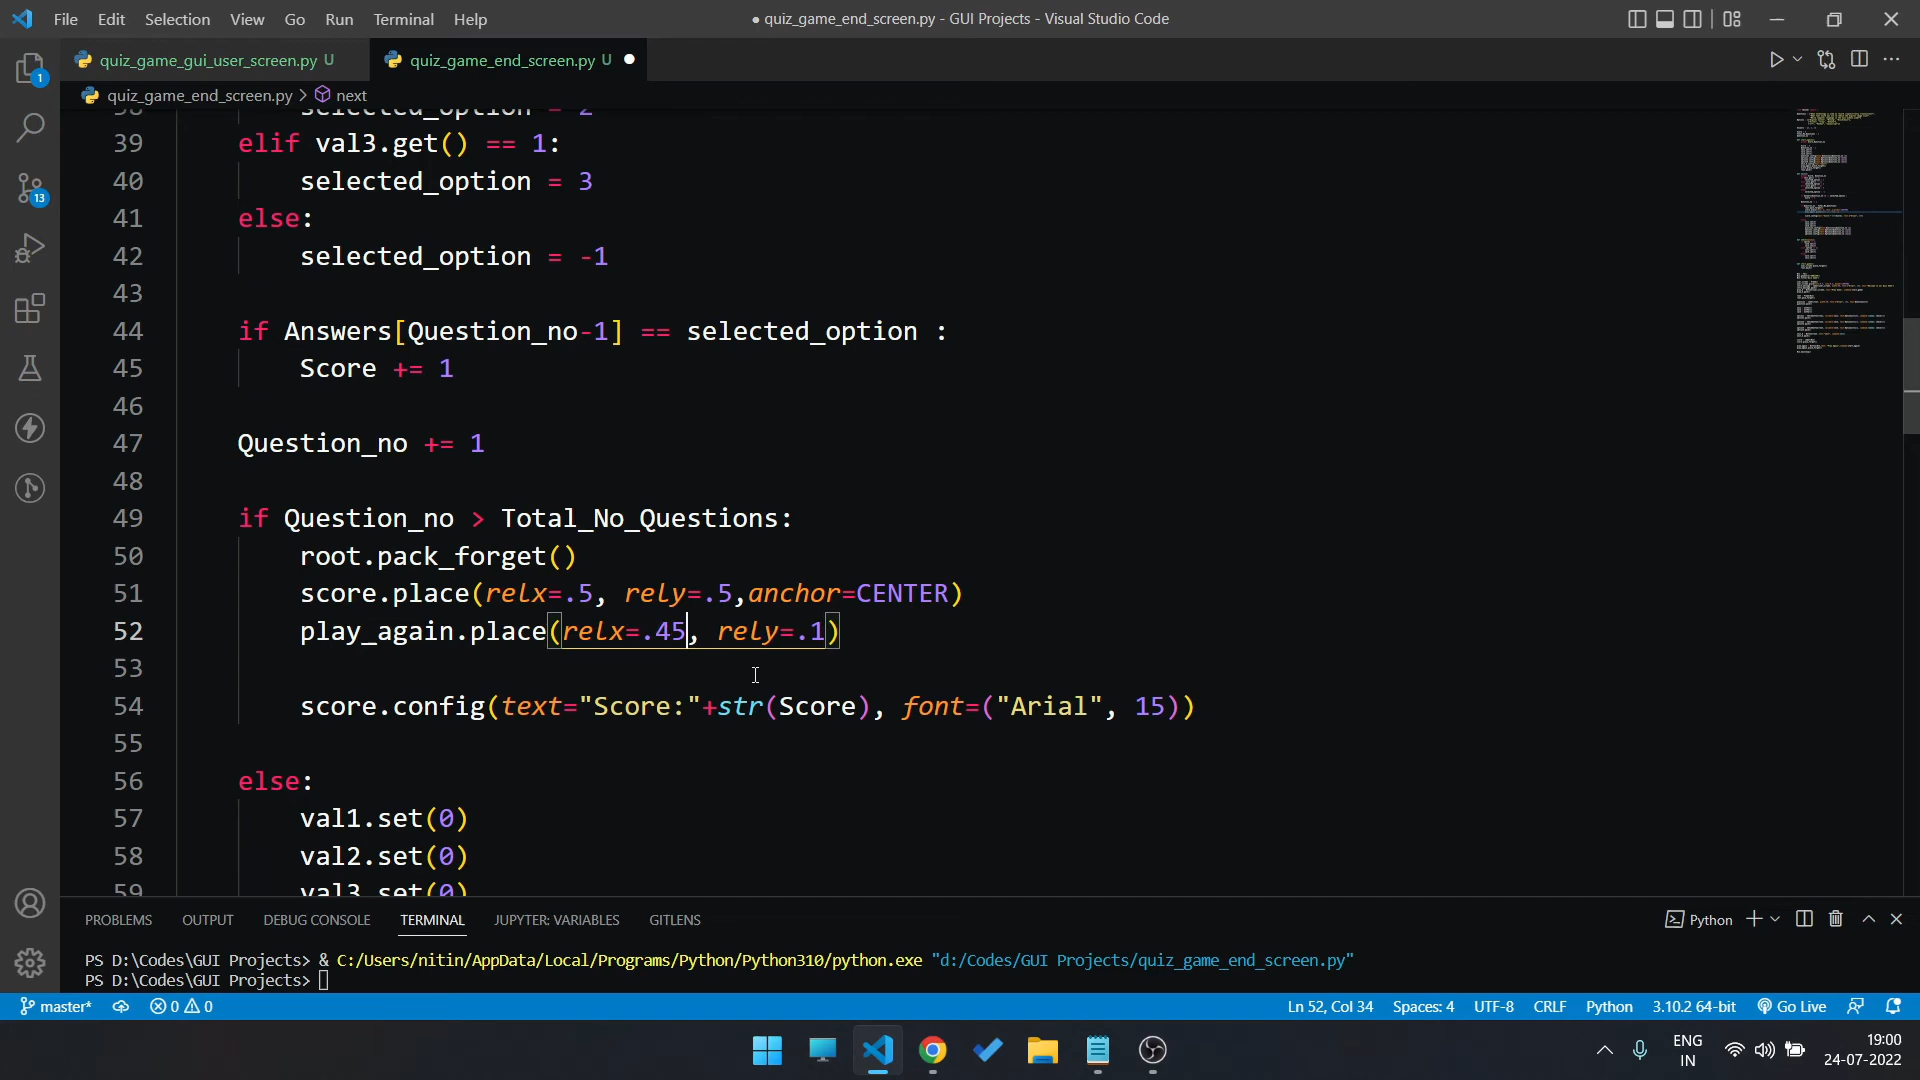 File Edit Selection View Go Run Terminal Help
● quiz_game_end_screen.py - GUI Projects - Visual Studio Code
quiz_game_gui_user_screen.py U
quiz_game_end_screen.py U ●
quiz_game_end_screen.py > next
38 selected_option = 2
39 elif val3.get() == 1:
40 selected_option = 3
41 else:
42 selected_option = -1
43
44 if Answers[Question_no-1] == selected_option :
45 Score += 1
46
47 Question_no += 1
48
49 if Question_no > Total_No_Questions:
50 root.pack_forget()
51 score.place(relx=.5, rely=.5,anchor=CENTER)
52 play_again.place(relx=.45, rely=.1)
53
54 score.config(text="Score:"+str(Score), font=("Arial", 15))
55
56 else:
57 val1.set(0)
58 val2.set(0)
59 val3.set(0)
1
13
PROBLEMS OUTPUT DEBUG CONSOLE TERMINAL JUPYTER: VARIABLES GITLENS
Python
PS D:\Codes\GUI Projects> & C:/Users/nitin/AppData/Local/Programs/Python/Python310/python.exe "d:/Codes/GUI Projects/quiz_game_end_screen.py"
PS D:\Codes\GUI Projects>
master* 0 0 Ln 52, Col 34 Spaces: 4 UTF-8 CRLF Python 3.10.2 64-bit Go Live
ENG
IN
19:00
24-07-2022